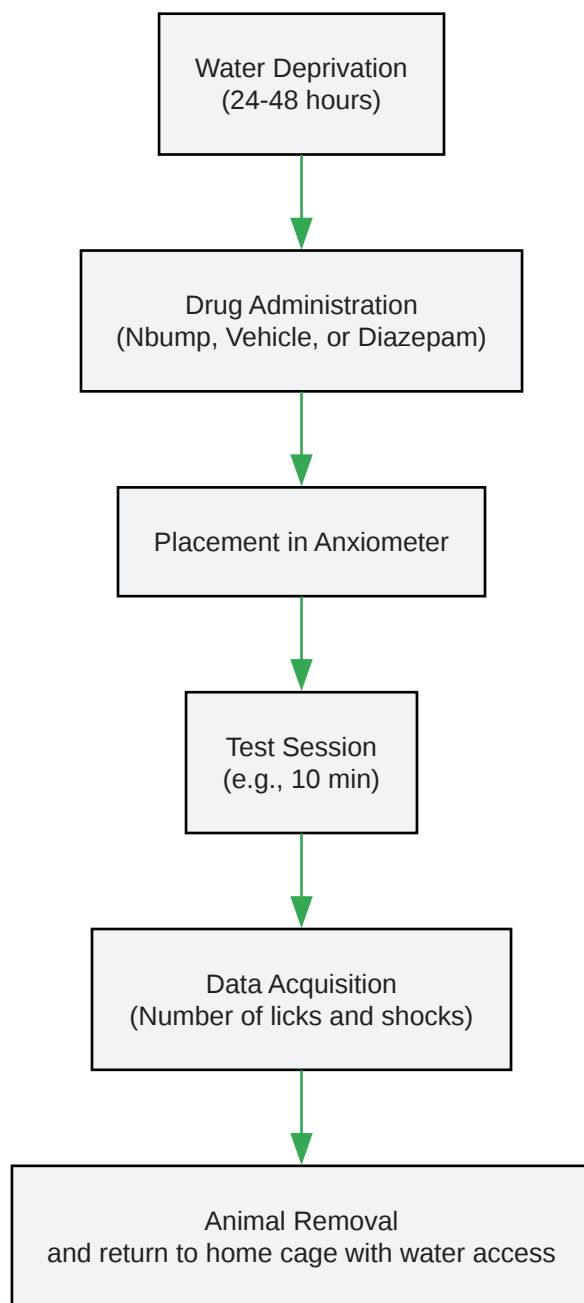 Water Deprivation
(24-48 hours)
Drug Administration
(Nbump, Vehicle, or Diazepam)
Placement in Anxiometer
Test Session
(e.g., 10 min)
Data Acquisition
(Number of licks and shocks)
Animal Removal
and return to home cage with water access